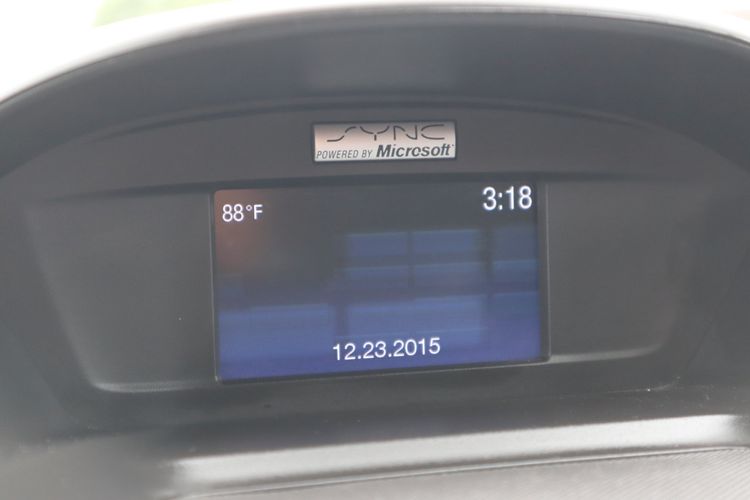 SYNC
POWERED BY Microsoft
88°F
3:18
12.23.2015